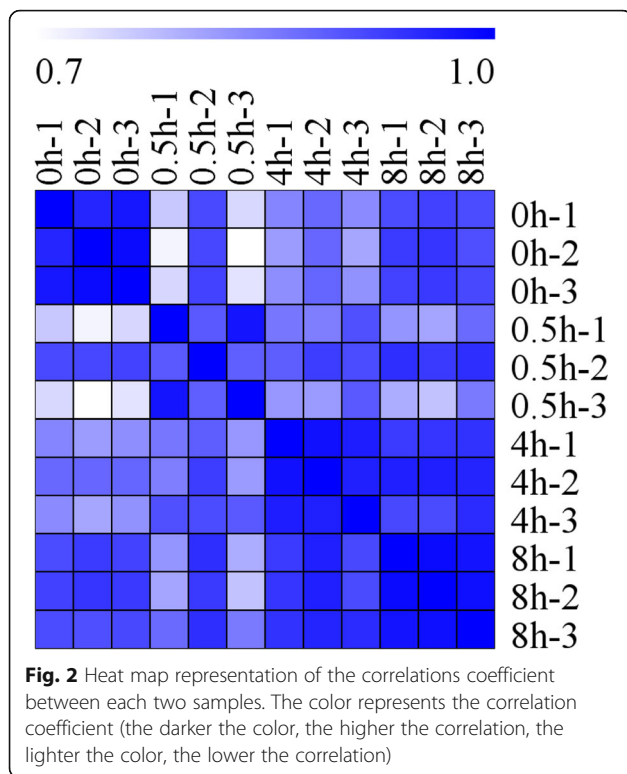 0.7 1.0
0h-1 0h-2 0h-3 0.5h-1 0.5h-2 0.5h-3 4h-1 4h-2 4h-3 8h-1 8h-2 8h-3
0h-1
0h-2
0h-3
0.5h-1
0.5h-2
0.5h-3
4h-1
4h-2
4h-3
8h-1
8h-2
8h-3
Fig. 2 Heat map representation of the correlations coefficient
between each two samples. The color represents the correlation
coefficient (the darker the color, the higher the correlation, the
lighter the color, the lower the correlation)